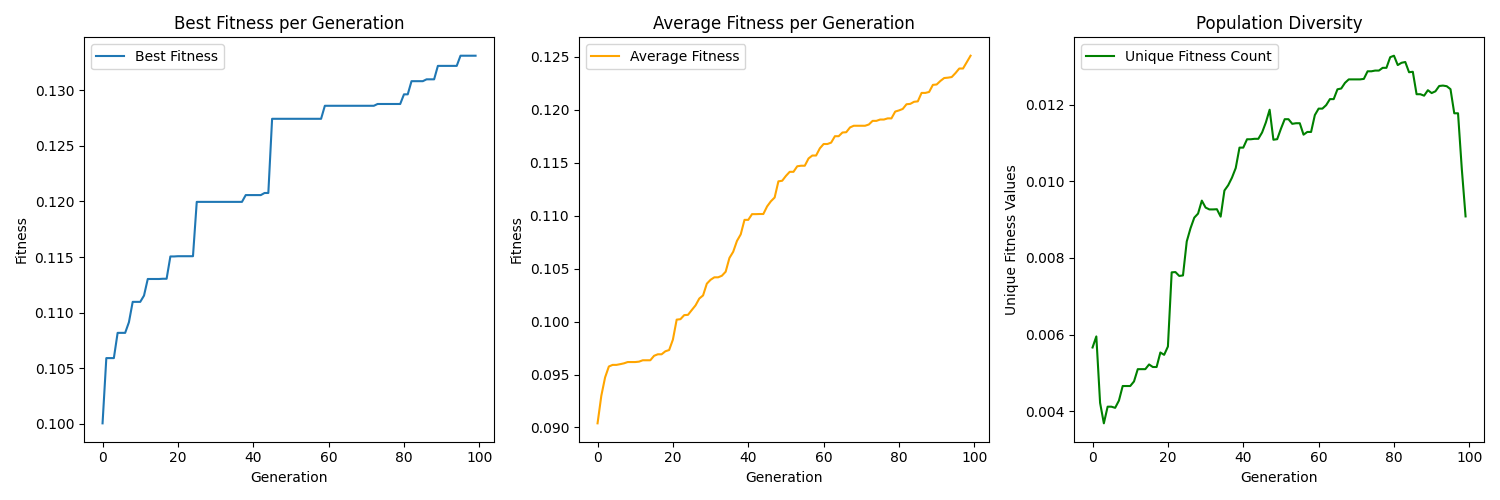 Best Fitness per Generation
Best Fitness
Fitness
0.130
0.125
0.120
0.115
0.110
0.105
0.100
0 20 40 60 80 100
Generation
Average Fitness per Generation
Average Fitness
Fitness
0.125
0.120
0.115
0.110
0.105
0.100
0.095
0.090
0 20 40 60 80 100
Generation
Population Diversity
Unique Fitness Count
Unique Fitness Values
0.012
0.010
0.008
0.006
0.004
0 20 40 60 80 100
Generation